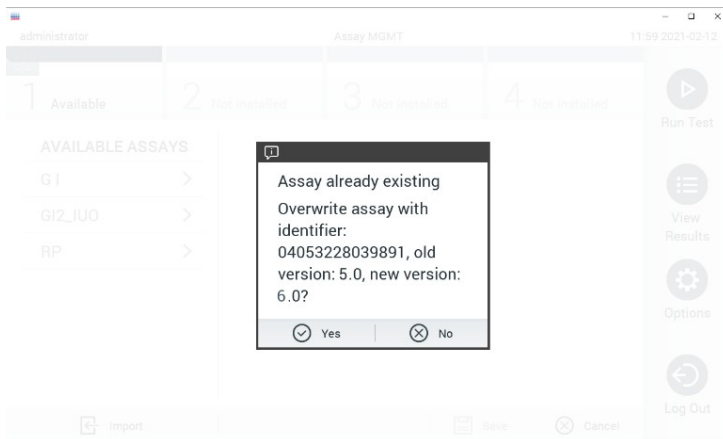 administrator Assay MGMT 11:59 2021-02-12
1 Available 2 Not installed 3 Not installed 4 Not installed
Run Test
AVAILABLE ASSAYS
GI
GI2_IUO
RP
Assay already existing
Overwrite assay with
identifier:
04053228039891, old
version: 5.0, new version:
6.0?
Yes No
View
Results
Options
Log Out
Import Save Cancel